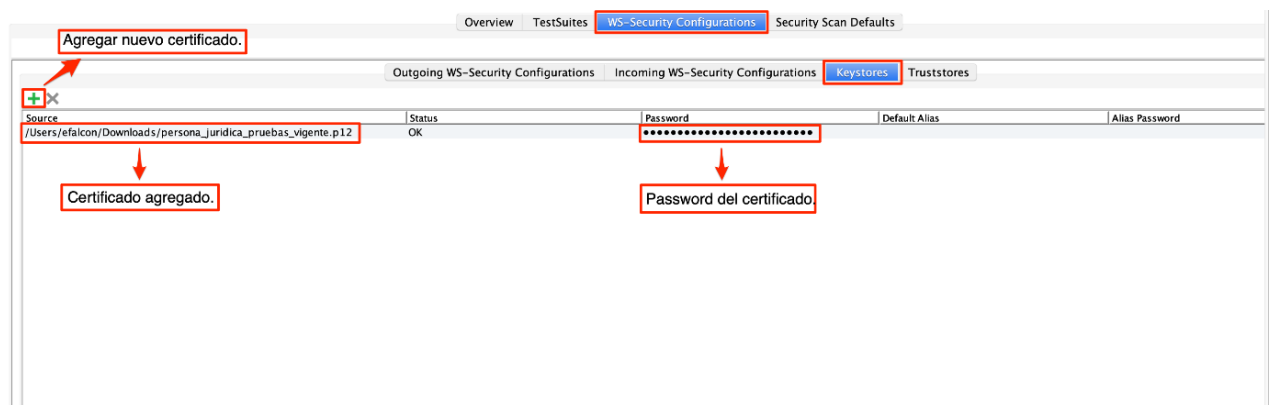 Overview TestSuites WS-Security Configurations Security Scan Defaults
Agregar nuevo certificado.
Outgoing WS-Security Configurations Incoming WS-Security Configurations Keystores Truststores
Source Status Password Default Alias Alias Password
/Users/efalcon/Downloads/persona_juridica_pruebas_vigente.p12 OK •••••••••••••••••••••••••
Certificado agregado. Password del certificado.